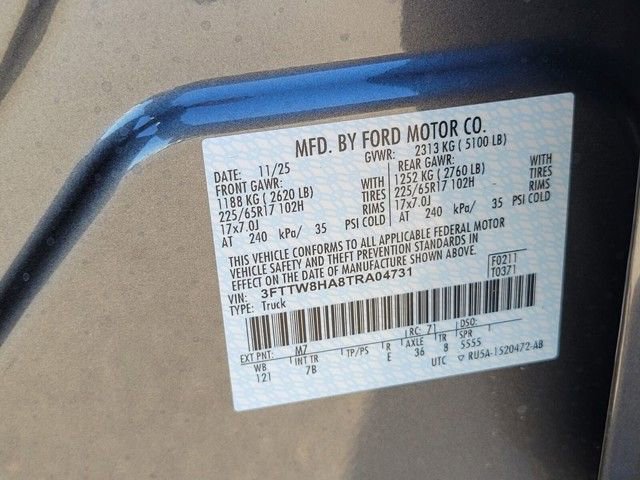 MFD. BY FORD MOTOR CO.
DATE: 11/25 GVWR: 2313 KG ( 5100 LB)
FRONT GAWR: REAR GAWR:
1188 KG ( 2620 LB) WITH 1252 KG ( 2760 LB) WITH
225/65R17 102H TIRES 225/65R17 102H TIRES
17x7.0J RIMS 17x7.0J RIMS
AT 240 kPa/ 35 PSI COLD AT 240 kPa/ 35 PSI COLD
THIS VEHICLE CONFORMS TO ALL APPLICABLE FEDERAL MOTOR
VEHICLE SAFETY AND THEFT PREVENTION STANDARDS IN
EFFECT ON THE DATE OF MANUFACTURE SHOWN ABOVE.
VIN: 3FTTW8HA8TRA04731 F0211
TYPE: Truck T0371
EXT PNT: M7 RC: 71 DSO:
WB INT TR TP/PS R AXLE TR SPR
121 7B E 36 8 5555
UTC ▽ RU5A-1520472-AB